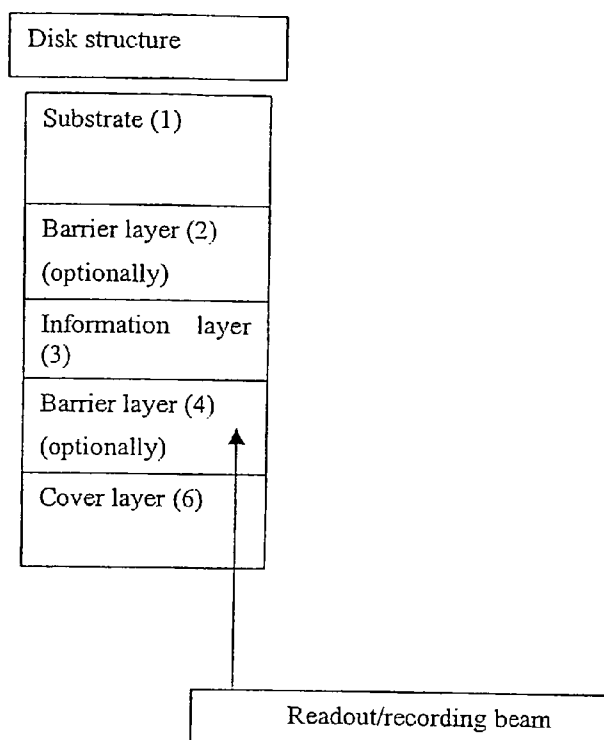 Disk structure
Substrate (1)
Barrier layer (2)
(optionally)
Information layer
(3)
Barrier layer (4)
(optionally)
Cover layer (6)
Readout/recording beam